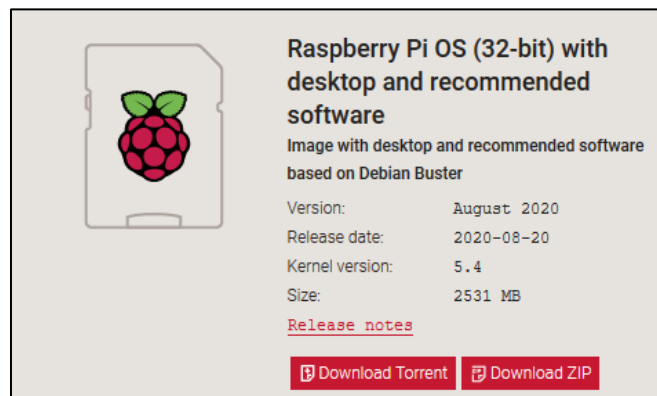 Raspberry Pi OS (32-bit) with
desktop and recommended
software
Image with desktop and recommended software
based on Debian Buster
Version: August 2020
Release date: 2020-08-20
Kernel version: 5.4
Size: 2531 MB
Release notes
Download Torrent Download ZIP